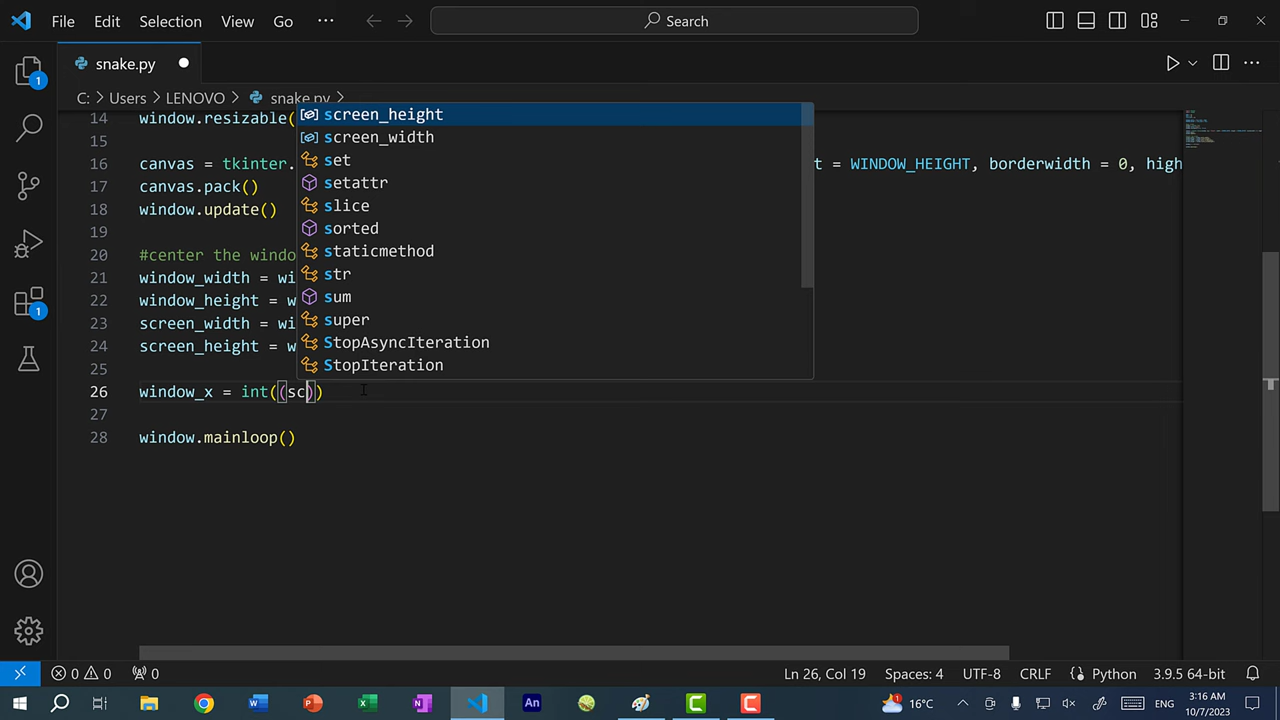 File Edit Selection View Go ··· Search
snake.py
C: > Users > LENOVO > snake.py >
14 window.resizable(
15
16 canvas = tkinter. t = WINDOW_HEIGHT, borderwidth = 0, high
17 canvas.pack()
18 window.update()
19
20 #center the windo
21 window_width = wi
22 window_height = w
23 screen_width = wi
24 screen_height = w
25
26 window_x = int((sc))
27
28 window.mainloop()
screen_height
screen_width
set
setattr
slice
sorted
staticmethod
str
sum
super
StopAsyncIteration
StopIteration
1
1
0 0 0 Ln 26, Col 19 Spaces: 4 UTF-8 CRLF Python 3.9.5 64-bit
1 16°C 3:16 AM
10/7/2023